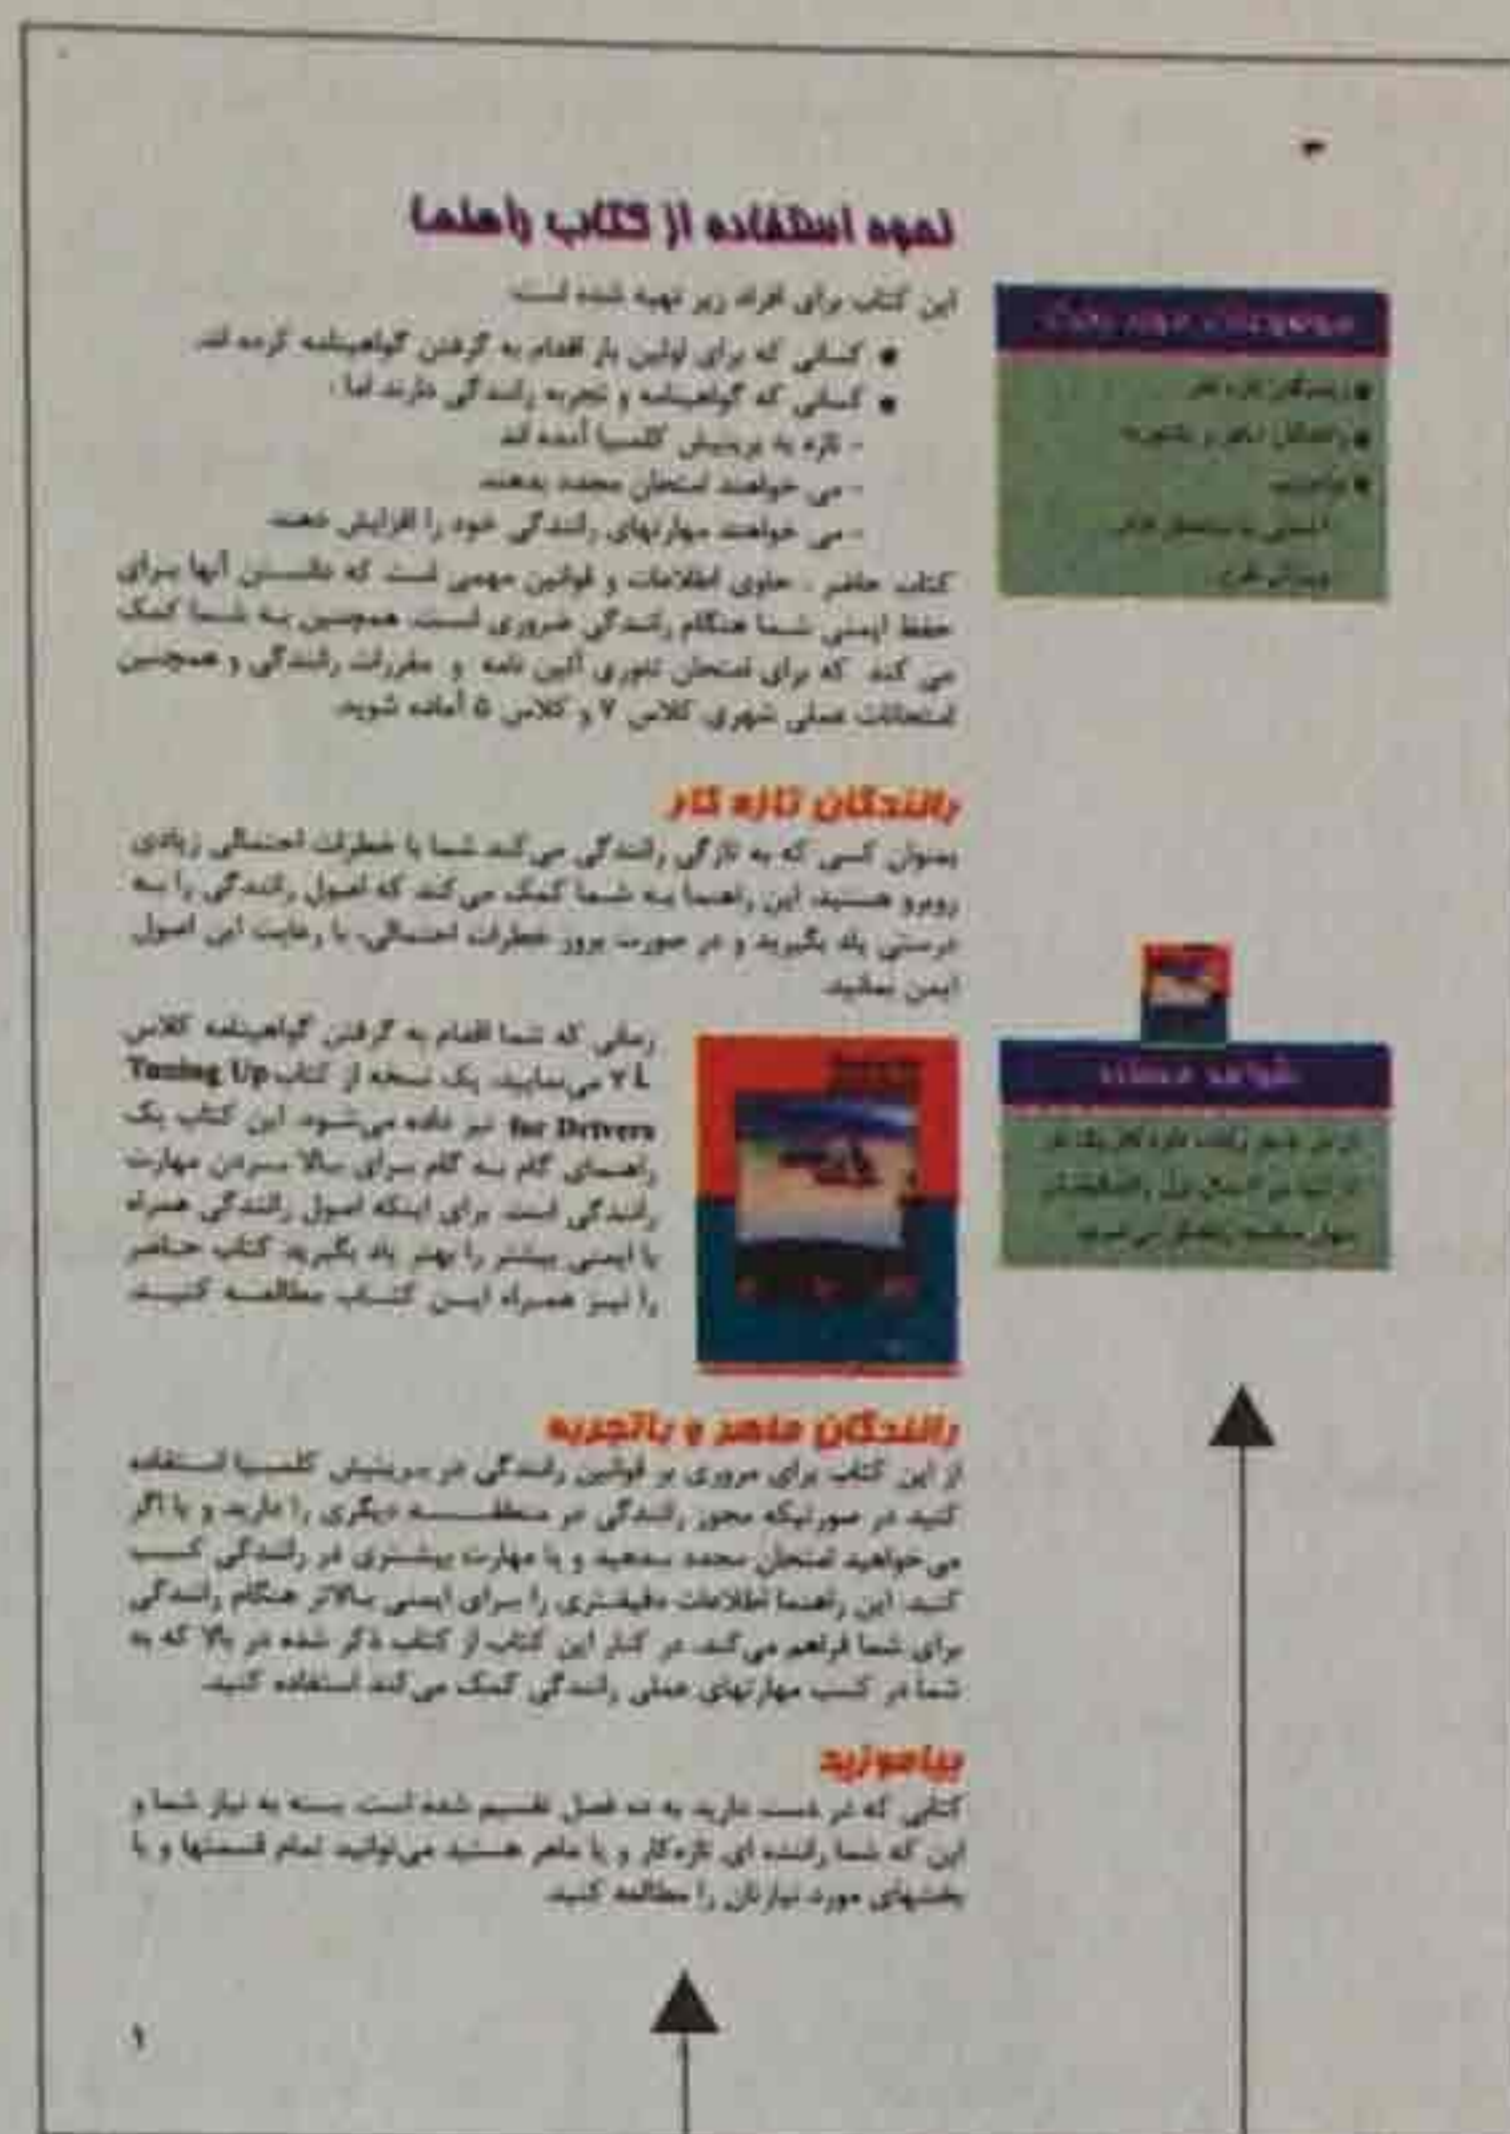 نحوه استفاده از کتاب راهنما
این کتاب برای افراد زیر تهیه شده است
● کسانی که برای اولین بار اقدام به گرفتن گواهینامه کرده اند.
● کسانی که گواهینامه و تجربه رانندگی دارند اما :
- تازه به بریتیش کلمبیا آمده اند
- می خواهند امتحان مجدد بدهند
- می خواهند مهارتهای رانندگی خود را افزایش دهند
کتاب حاضر ، حاوی اطلاعات و قوانین مهمی است که دانستن آنها برای
حفظ ایمنی شما هنگام رانندگی ضروری است. همچنین به شما کمک
می کند که برای امتحان تئوری آئین نامه و مقررات رانندگی و همچنین
امتحانات عملی شهری کلاس ۷ و کلاس ۵ آماده شوید.
رانندگان تازه کار
بعنوان کسی که به تازگی رانندگی می‌کند شما با خطرات احتمالی زیادی
روبرو هستید، این راهنما به شما کمک می‌کند که اصول رانندگی را به
درستی یاد بگیرید و در صورت بروز خطرات احتمالی، با رعایت این اصول
ایمن بمانید.
زمانی که شما اقدام به گرفتن گواهینامه کلاس
۷L می‌نمایید، یک نسخه از کتاب Tuning Up
for Drivers نیز داده می‌شود. این کتاب یک
راهنمای گام به گام برای بالا بردن مهارت
رانندگی است. برای اینکه اصول رانندگی همراه
با ایمنی بیشتر را بهتر یاد بگیرید کتاب حاضر
را نیز همراه این کتاب مطالعه کنید.
رانندگان ماهر و باتجربه
از این کتاب برای مروری بر قوانین رانندگی در بریتیش کلمبیا استفاده
کنید در صورتیکه مجوز رانندگی در منطقه دیگری را دارید و یا اگر
می‌خواهید امتحان مجدد بدهید و یا مهارت بیشتری در رانندگی کسب
کنید. این راهنما اطلاعات دقیقتری را برای ایمنی بالاتر هنگام رانندگی
برای شما فراهم می‌کند. در کنار این کتاب از کتاب ذکر شده در بالا که به
شما در کسب مهارتهای عملی رانندگی کمک می‌کند استفاده کنید.
بیاموزید
کتابی که در دست دارید به ده فصل تقسیم شده است. بسته به نیاز شما و
این که شما راننده ای تازه‌کار و یا ماهر هستید می‌توانید تمام قسمتها و یا
بخشهای مورد نیازتان را مطالعه کنید.
۱
موضوعات مورد بحث
● رانندگان تازه کار
● رانندگان ماهر و باتجربه
● بیاموزید